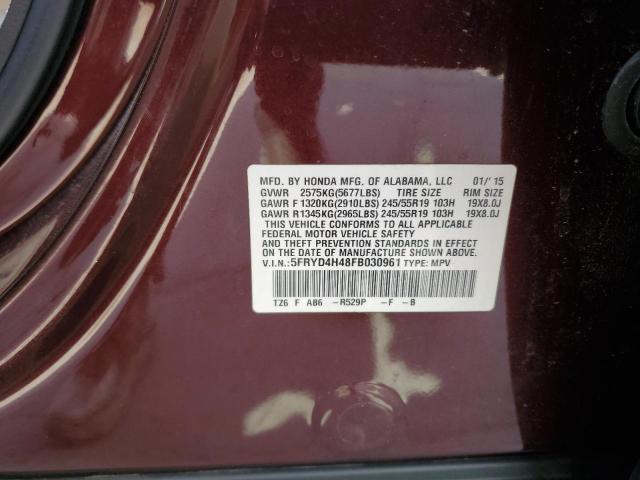 MFD. BY HONDA MFG. OF ALABAMA, LLC 01/'15
GVWR 2575KG(5677LBS) TIRE SIZE RIM SIZE
GAWR F 1320KG(2910LBS) 245/55R19 103H 19X8.0J
GAWR R1345KG(2965LBS) 245/55R19 103H 19X8.0J
THIS VEHICLE CONFORMS TO ALL APPLICABLE
FEDERAL MOTOR VEHICLE SAFETY
AND THEFT PREVENTION STANDARDS IN EFFECT
ON THE DATE OF MANUFACTURE SHOWN ABOVE.
V.I.N.:5FRYD4H48FB030961 TYPE: MPV
TZ6 F AB6 -R529P -F -B